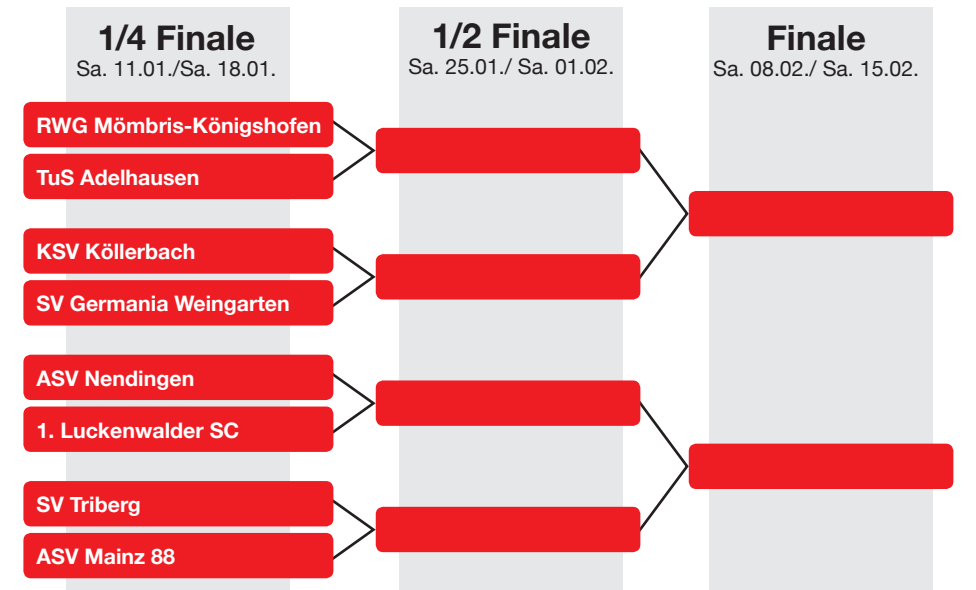 1/4 Finale
Sa. 11.01./Sa. 18.01.
1/2 Finale
Sa. 25.01./ Sa. 01.02.
Finale
Sa. 08.02./ Sa. 15.02.
RWG Mömbris-Königshofen
TuS Adelhausen
KSV Köllerbach
SV Germania Weingarten
ASV Nendingen
1. Luckenwalder SC
SV Triberg
ASV Mainz 88